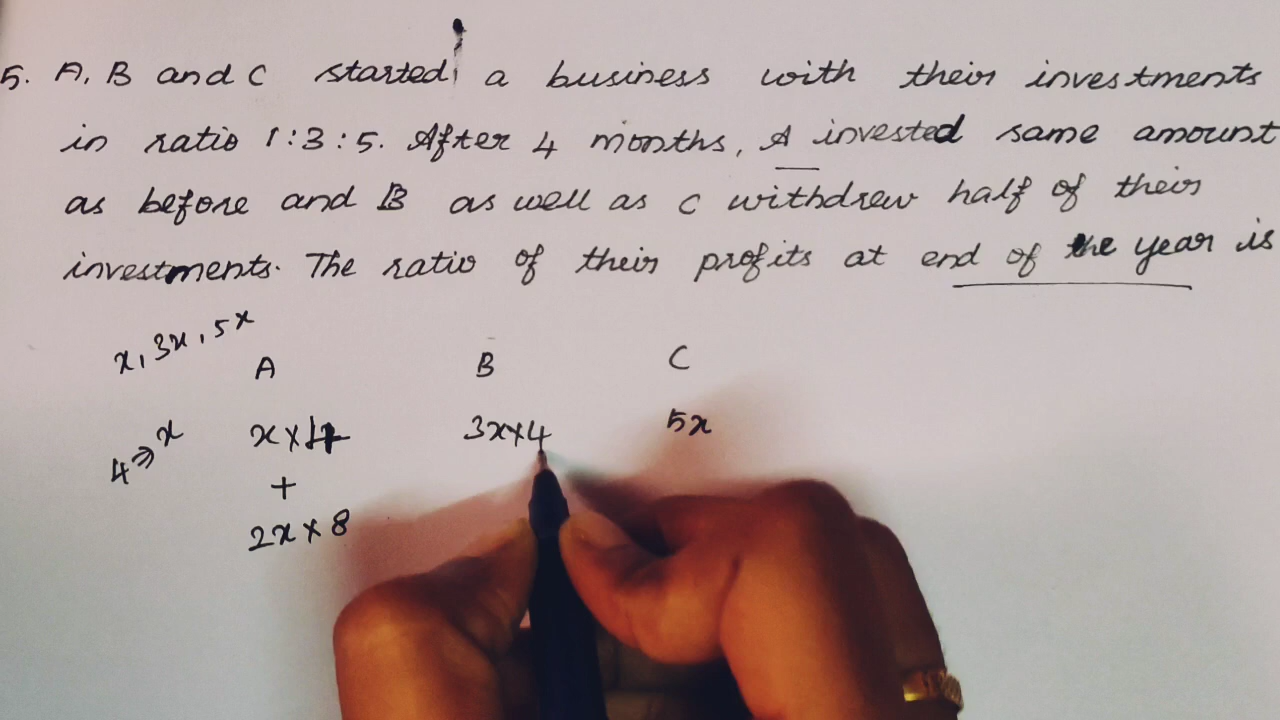 5. A, B and C started a business with their investments
in ratio 1:3:5. After 4 months, A invested same amount
as before and B as well as C withdrew half of their
investments. The ratio of their profits at end of the year is
x, 3x, 5x
A B C
4 ⇒ x x×4 3x×4 5x
+
2x×8